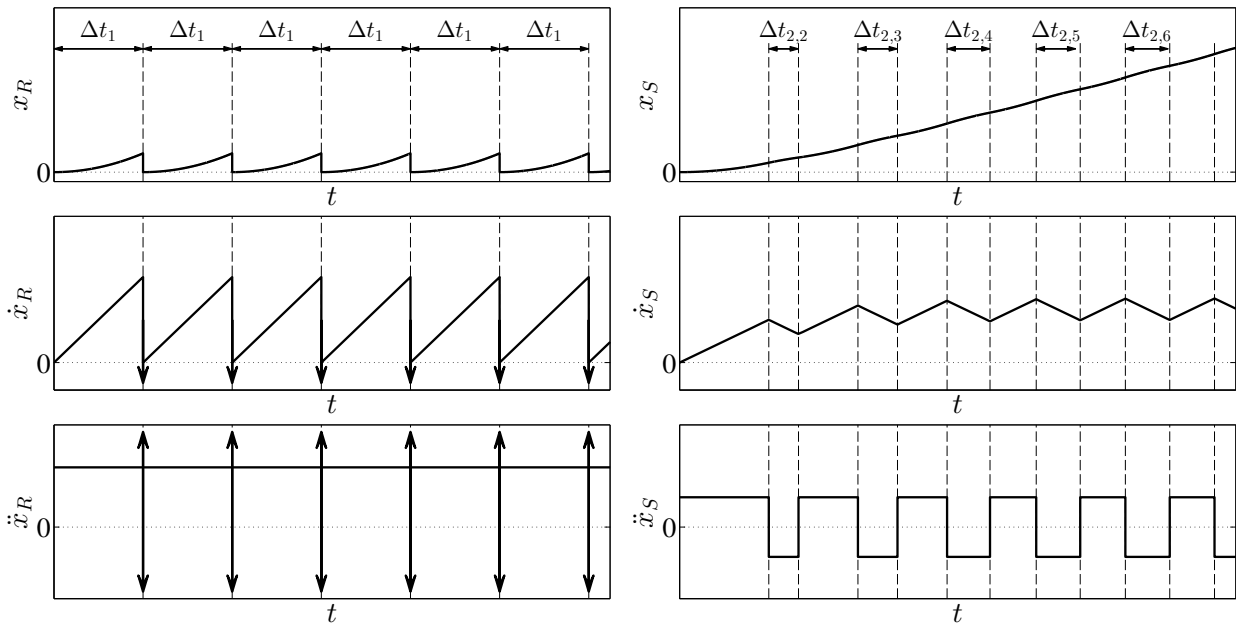 Δt₁ Δt₁ Δt₁ Δt₁ Δt₁ Δt₁
x_R
0
t
Δt₂,₂ Δt₂,₃ Δt₂,₄ Δt₂,₅ Δt₂,₆
x_S
0
t
ẋ_R
0
t
ẋ_S
0
t
ẍ_R
0
t
ẍ_S
0
t